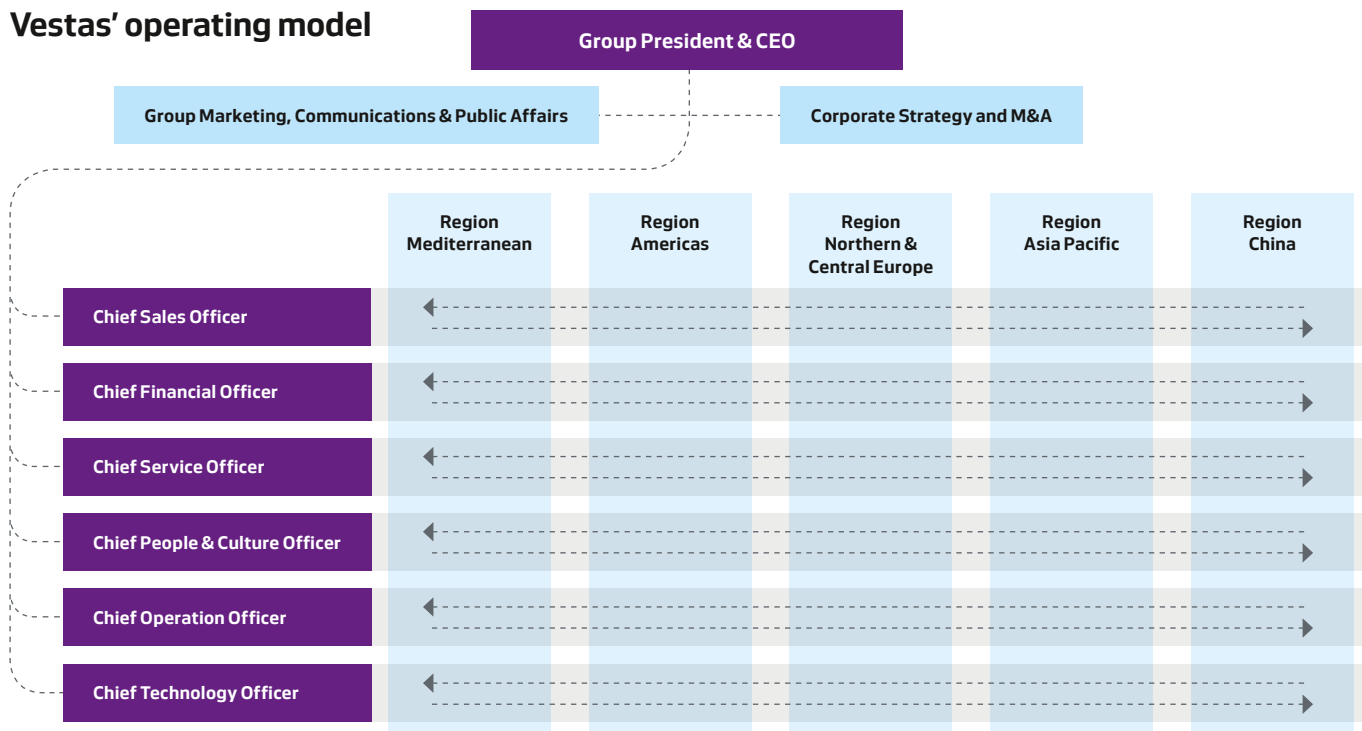 Vestas’ operating model
Group President & CEO
Group Marketing, Communications & Public Affairs
Corporate Strategy and M&A
Region
Mediterranean
Region
Americas
Region
Northern &
Central Europe
Region
Asia Pacific
Region
China
Chief Sales Officer
Chief Financial Officer
Chief Service Officer
Chief People & Culture Officer
Chief Operation Officer
Chief Technology Officer